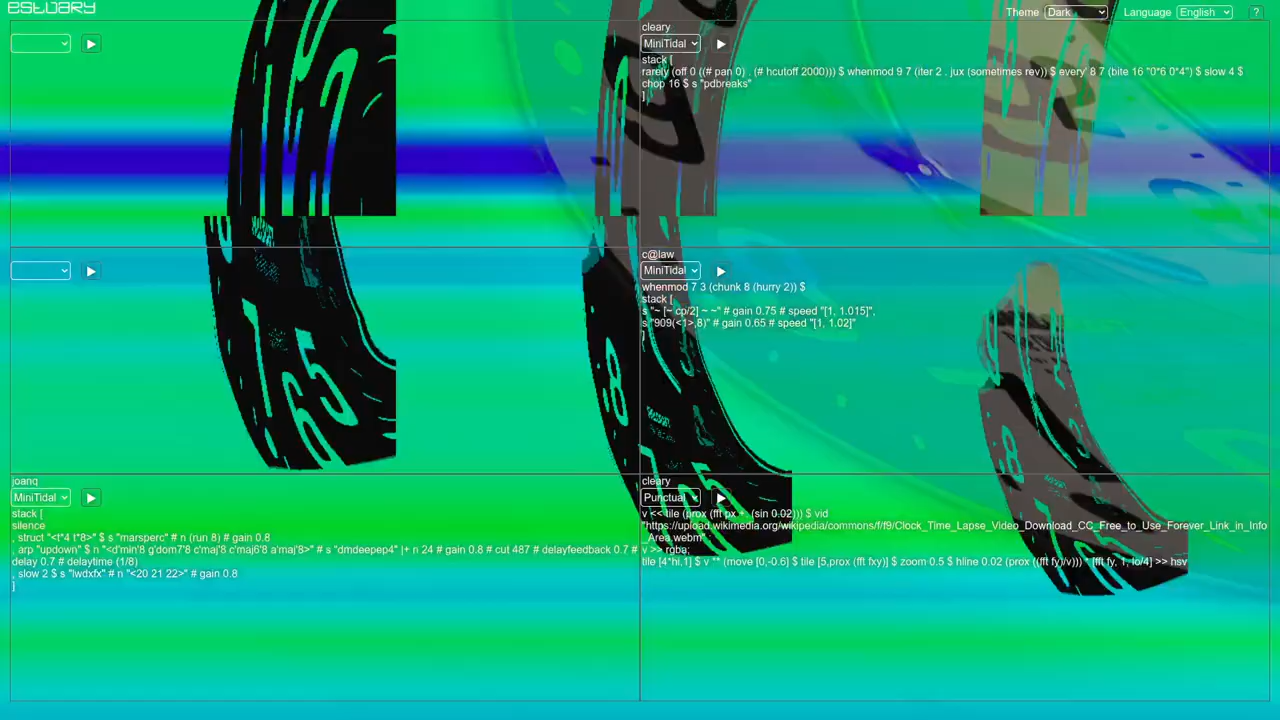 estuary
Theme Dark Language English ?
cleary
MiniTidal
stack [
rarely (off 0 ((# pan 0) . (# hcutoff 2000))) $ whenmod 9 7 (iter 2 . jux (sometimes rev)) $ every' 8 7 (bite 16 "0*6 0*4") $ slow 4 $
chop 16 $ s "pdbreaks"
]
c@law
MiniTidal
whenmod 7 3 (chunk 8 (hurry 2)) $
stack [
s "~ [~ cp/2] ~ ~" # gain 0.75 # speed "[1, 1.015]",
s "909(<1>,8)" # gain 0.65 # speed "[1, 1.02]"
]
joanq
MiniTidal
stack [
silence
, struct "<t*4 t*8>" $ s "marsperc" # n (run 8) # gain 0.8
, arp "updown" $ n "<d'min'8 g'dom7'8 c'maj'8 c'maj6'8 a'maj'8>" # s "dmdeepep4" |+ n 24 # gain 0.8 # cut 487 # delayfeedback 0.7 #
delay 0.7 # delaytime (1/8)
, slow 2 $ s "lwdxfx" # n "<20 21 22>" # gain 0.8
]
cleary
Punctual
v << tile (prox (fft px + (sin 0.02))) $ vid
"https://upload.wikimedia.org/wikipedia/commons/f/f9/Clock_Time_Lapse_Video_Download_CC_Free_to_Use_Forever_Link_in_Info
_Area.webm";
v >> rgba;
tile [4*hi,1] $ v ** (move [0,-0.6] $ tile [5,prox (fft fxy)] $ zoom 0.5 $ hline 0.02 (prox ((fft fy)/v))) * [fft fy, 1, lo/4] >> hsv